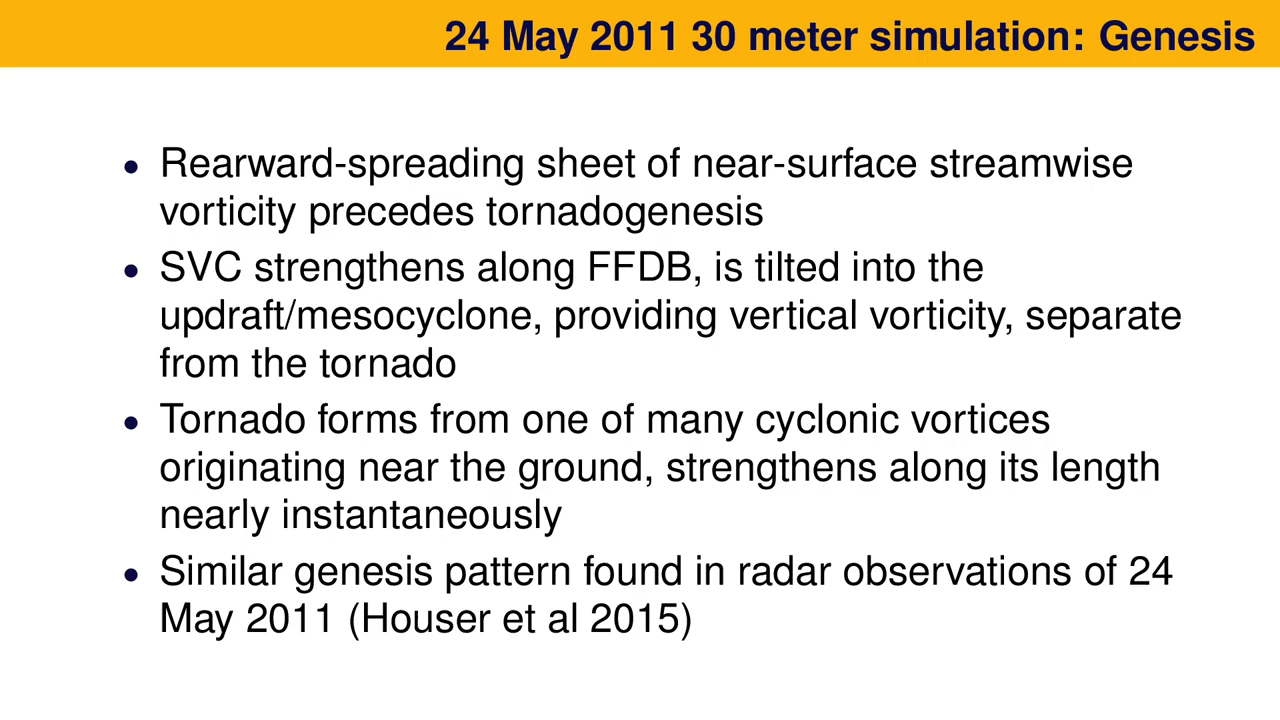 24 May 2011 30 meter simulation: Genesis
• Rearward-spreading sheet of near-surface streamwise
vorticity precedes tornadogenesis
• SVC strengthens along FFDB, is tilted into the
updraft/mesocyclone, providing vertical vorticity, separate
from the tornado
• Tornado forms from one of many cyclonic vortices
originating near the ground, strengthens along its length
nearly instantaneously
• Similar genesis pattern found in radar observations of 24
May 2011 (Houser et al 2015)